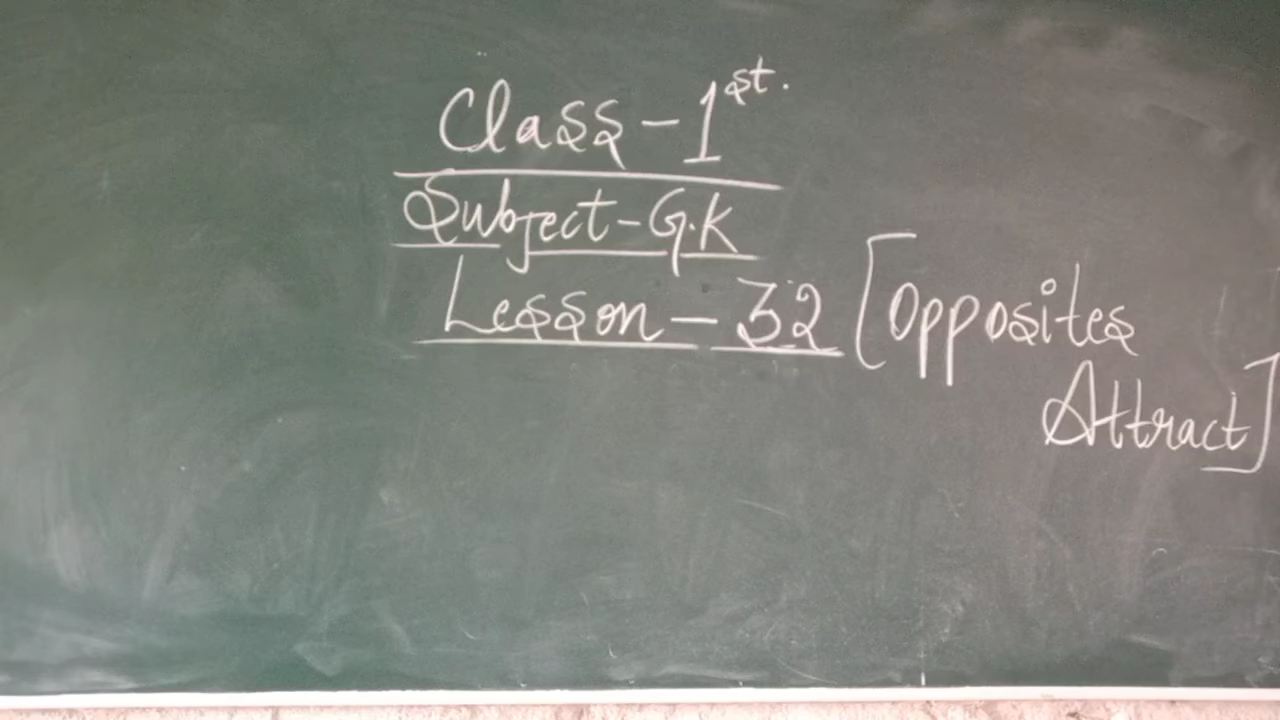 Class - 1st.
Subject - G.K
Lesson - 32 [Opposites
Attract]